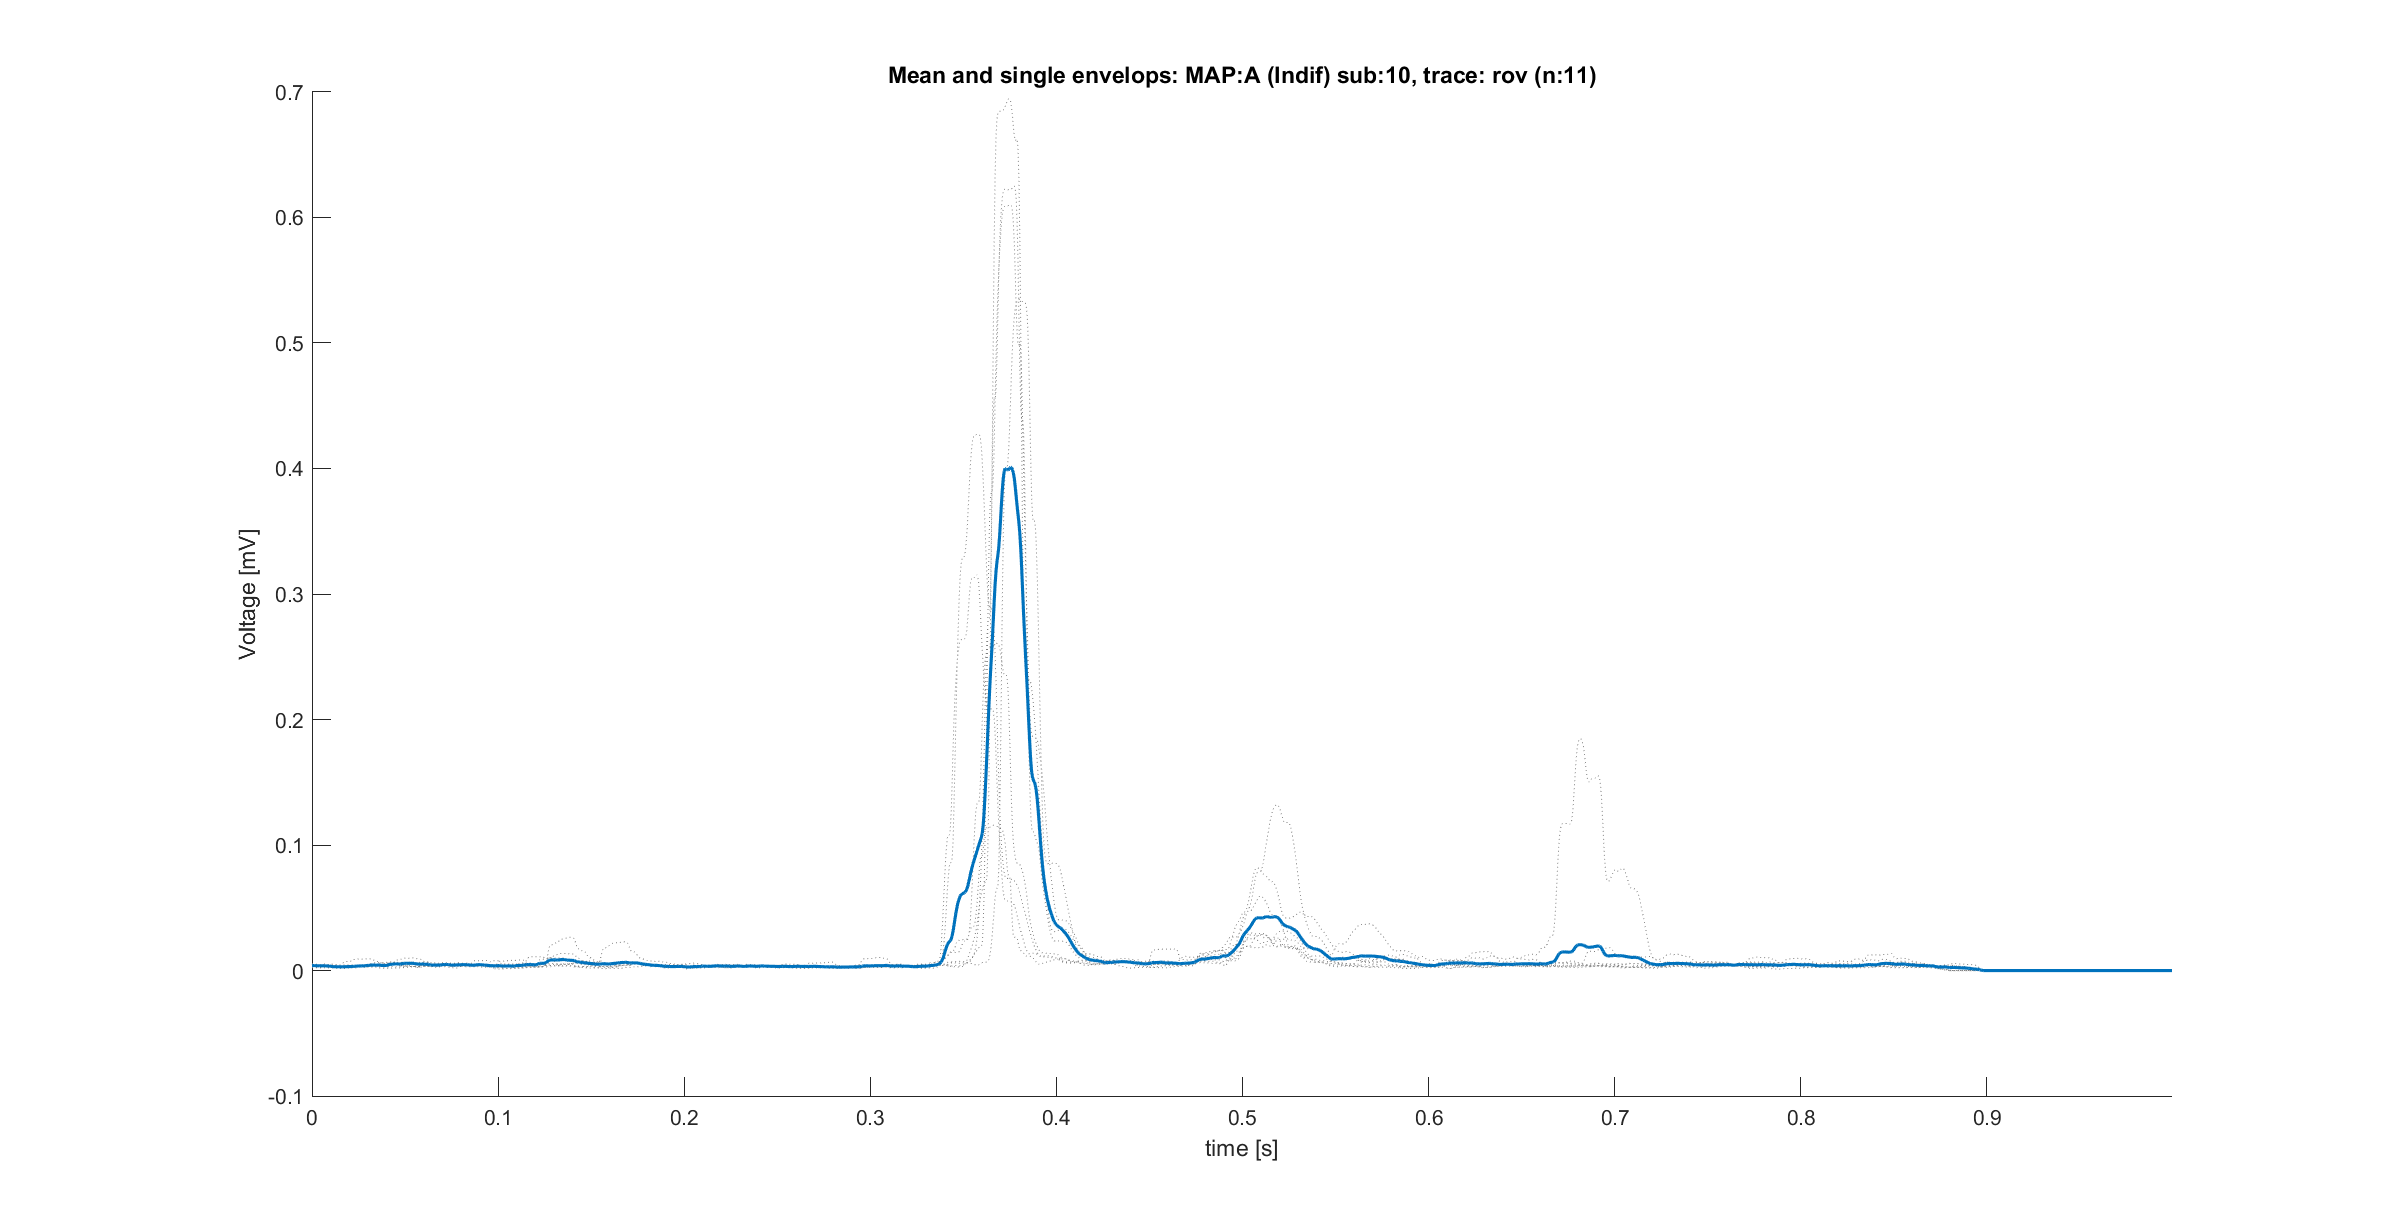 Mean and single envelops: MAP:A (Indif) sub:10, trace: rov (n:11)
0.7
0.6
0.5
0.4
0.3
0.2
0.1
0
-0.1
Voltage [mV]
0 0.1 0.2 0.3 0.4 0.5 0.6 0.7 0.8 0.9
time [s]